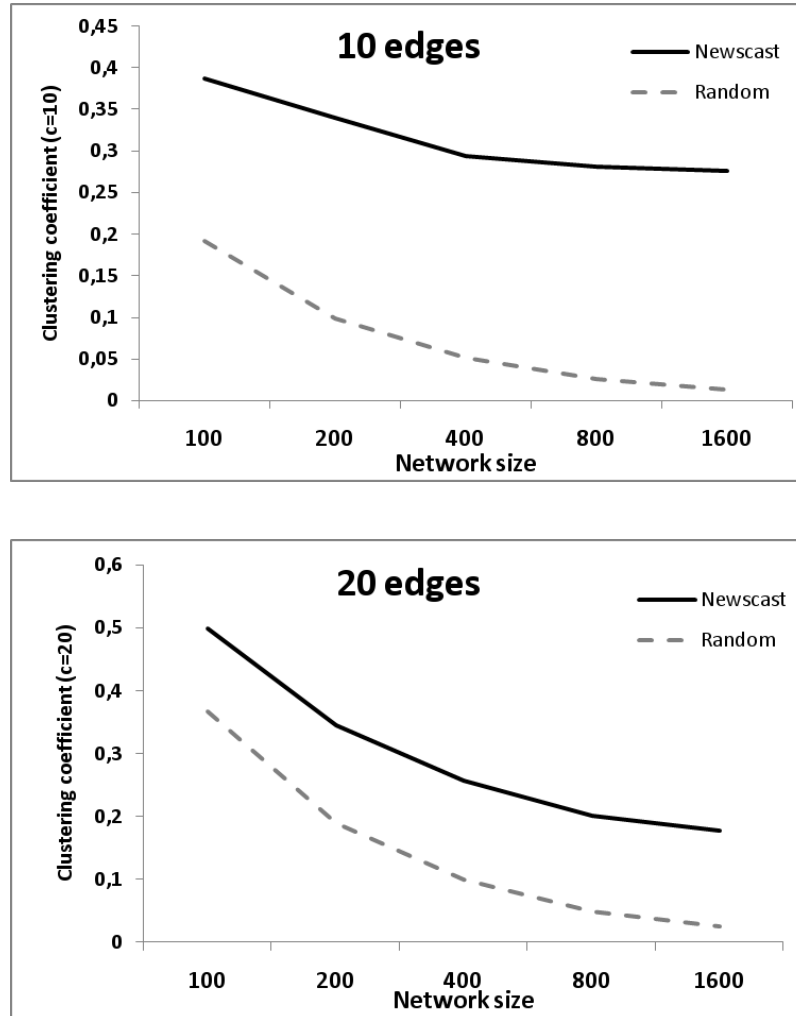 10 edges
Newscast
Random
Clustering coefficient (c=10)
0,45
0,4
0,35
0,3
0,25
0,2
0,15
0,1
0,05
0
100 200 400 800 1600
Network size
20 edges
Newscast
Random
Clustering coefficient (c=20)
0,6
0,5
0,4
0,3
0,2
0,1
0
100 200 400 800 1600
Network size